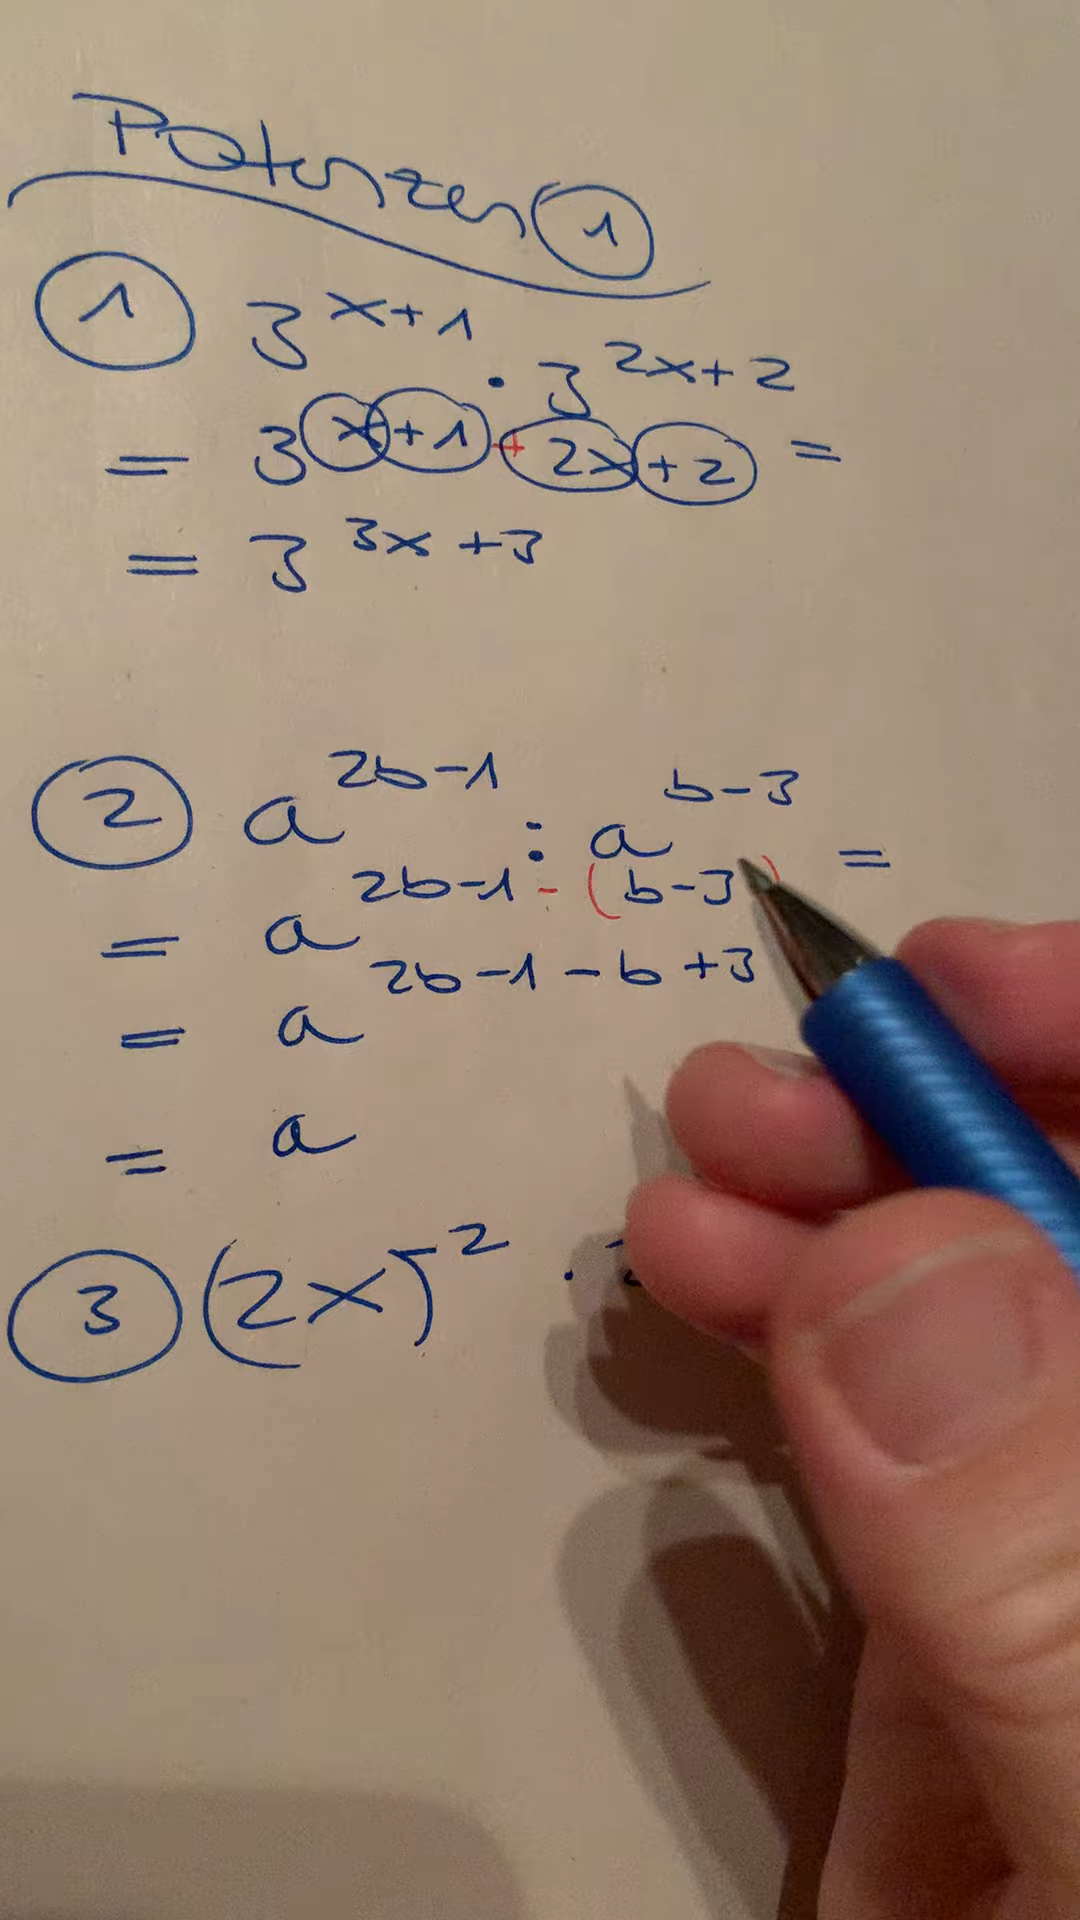 Potenzen ①
① 3^{x+1} · 3^{2x+2}
= 3^{x+1+2x+2} =
= 3^{3x+3}
② a^{2b-1} : a^{b-3} =
= a^{2b-1-(b-3)}
= a^{2b-1-b+3}
= a
③ (2x)^2 ·